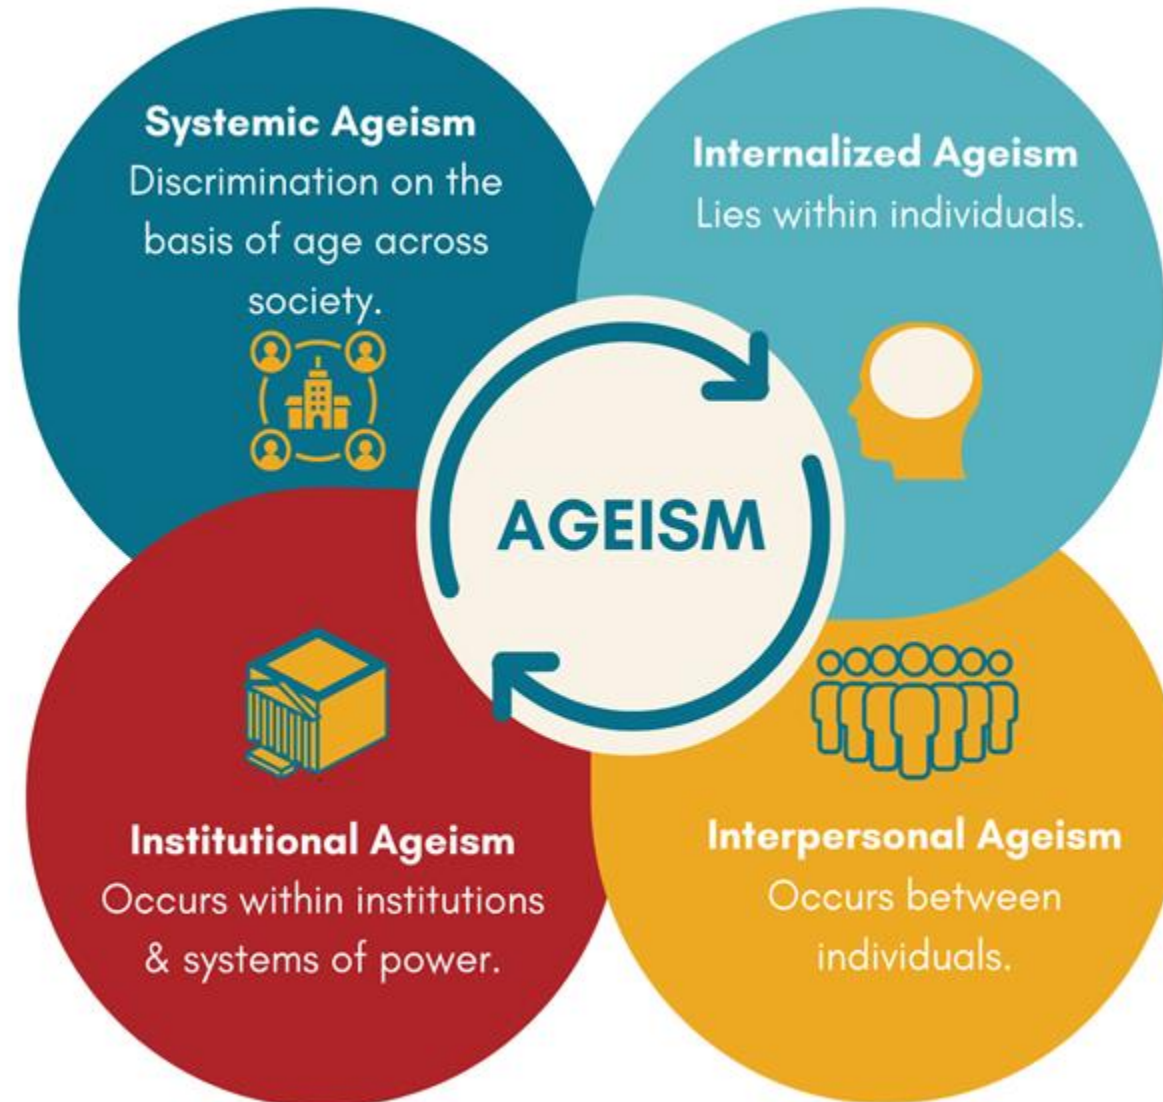 Systemic Ageism
Discrimination on the
basis of age across
society.
Internalized Ageism
Lies within individuals.
AGEISM
Institutional Ageism
Occurs within institutions
& systems of power.
Interpersonal Ageism
Occurs between
individuals.